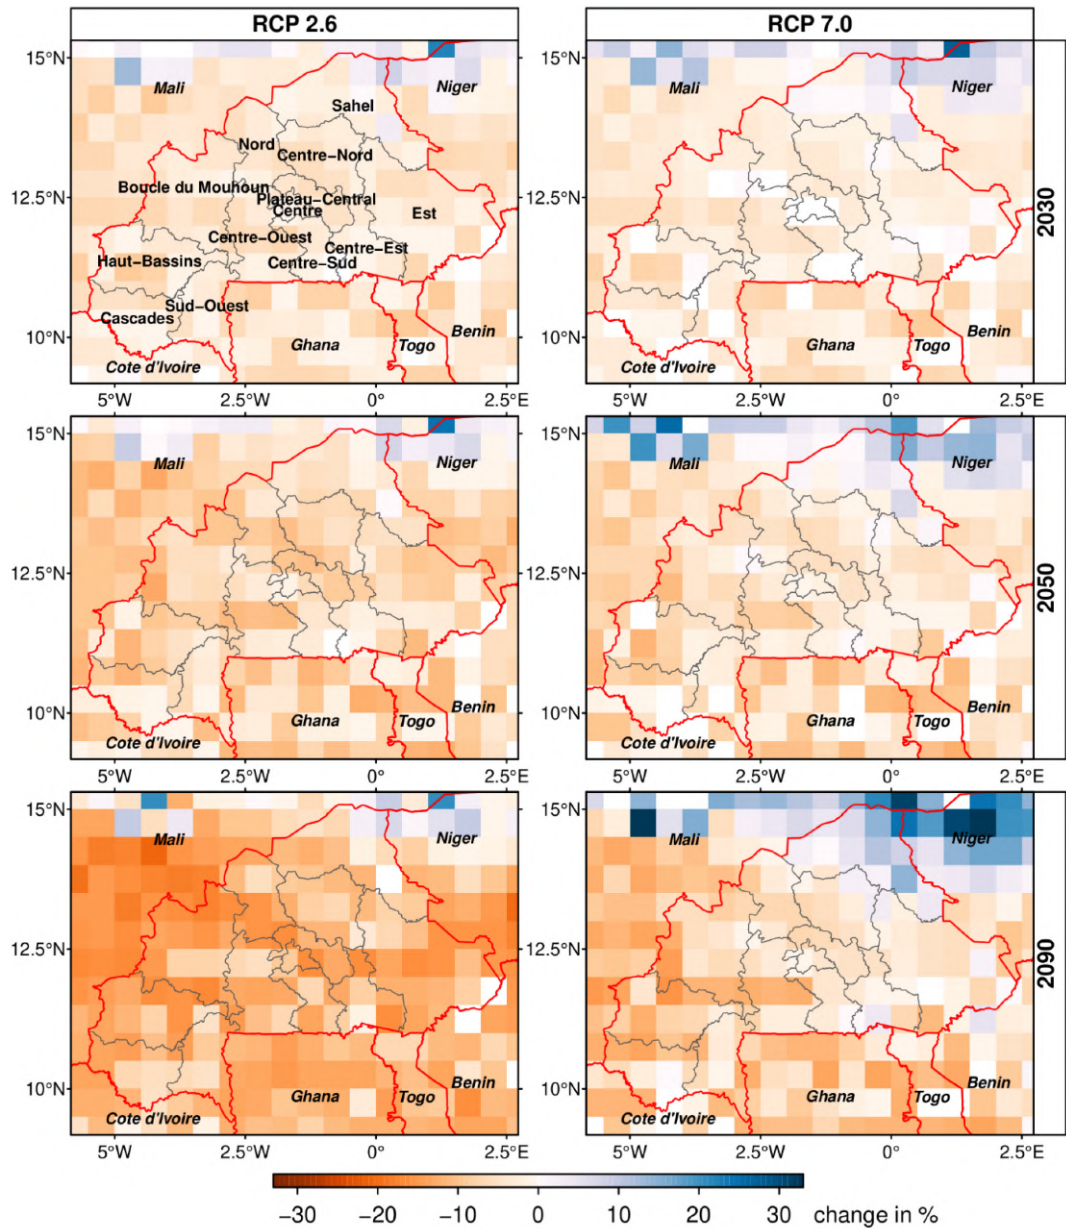 RCP 2.6
RCP 7.0
15°N
12.5°N
10°N
Mali
Niger
Sahel
Nord
Centre−Nord
Boucle du Mouhoun
Plateau−Central
Centre
Est
Centre−Ouest
Centre−Est
Haut−Bassins
Centre−Sud
Sud−Ouest
Cascades
Ghana
Togo
Benin
Cote d'Ivoire
5°W
2.5°W
0°
2.5°E
15°N
12.5°N
10°N
Mali
Niger
Ghana
Togo
Benin
Cote d'Ivoire
5°W
2.5°W
0°
2.5°E
2030
15°N
12.5°N
10°N
Mali
Niger
Ghana
Togo
Benin
Cote d'Ivoire
5°W
2.5°W
0°
2.5°E
15°N
12.5°N
10°N
Mali
Niger
Ghana
Togo
Benin
Cote d'Ivoire
5°W
2.5°W
0°
2.5°E
2050
15°N
12.5°N
10°N
Mali
Niger
Ghana
Togo
Benin
Cote d'Ivoire
5°W
2.5°W
0°
2.5°E
15°N
12.5°N
10°N
Mali
Niger
Ghana
Togo
Benin
Cote d'Ivoire
5°W
2.5°W
0°
2.5°E
2090
−30 −20 −10 0 10 20 30 change in %